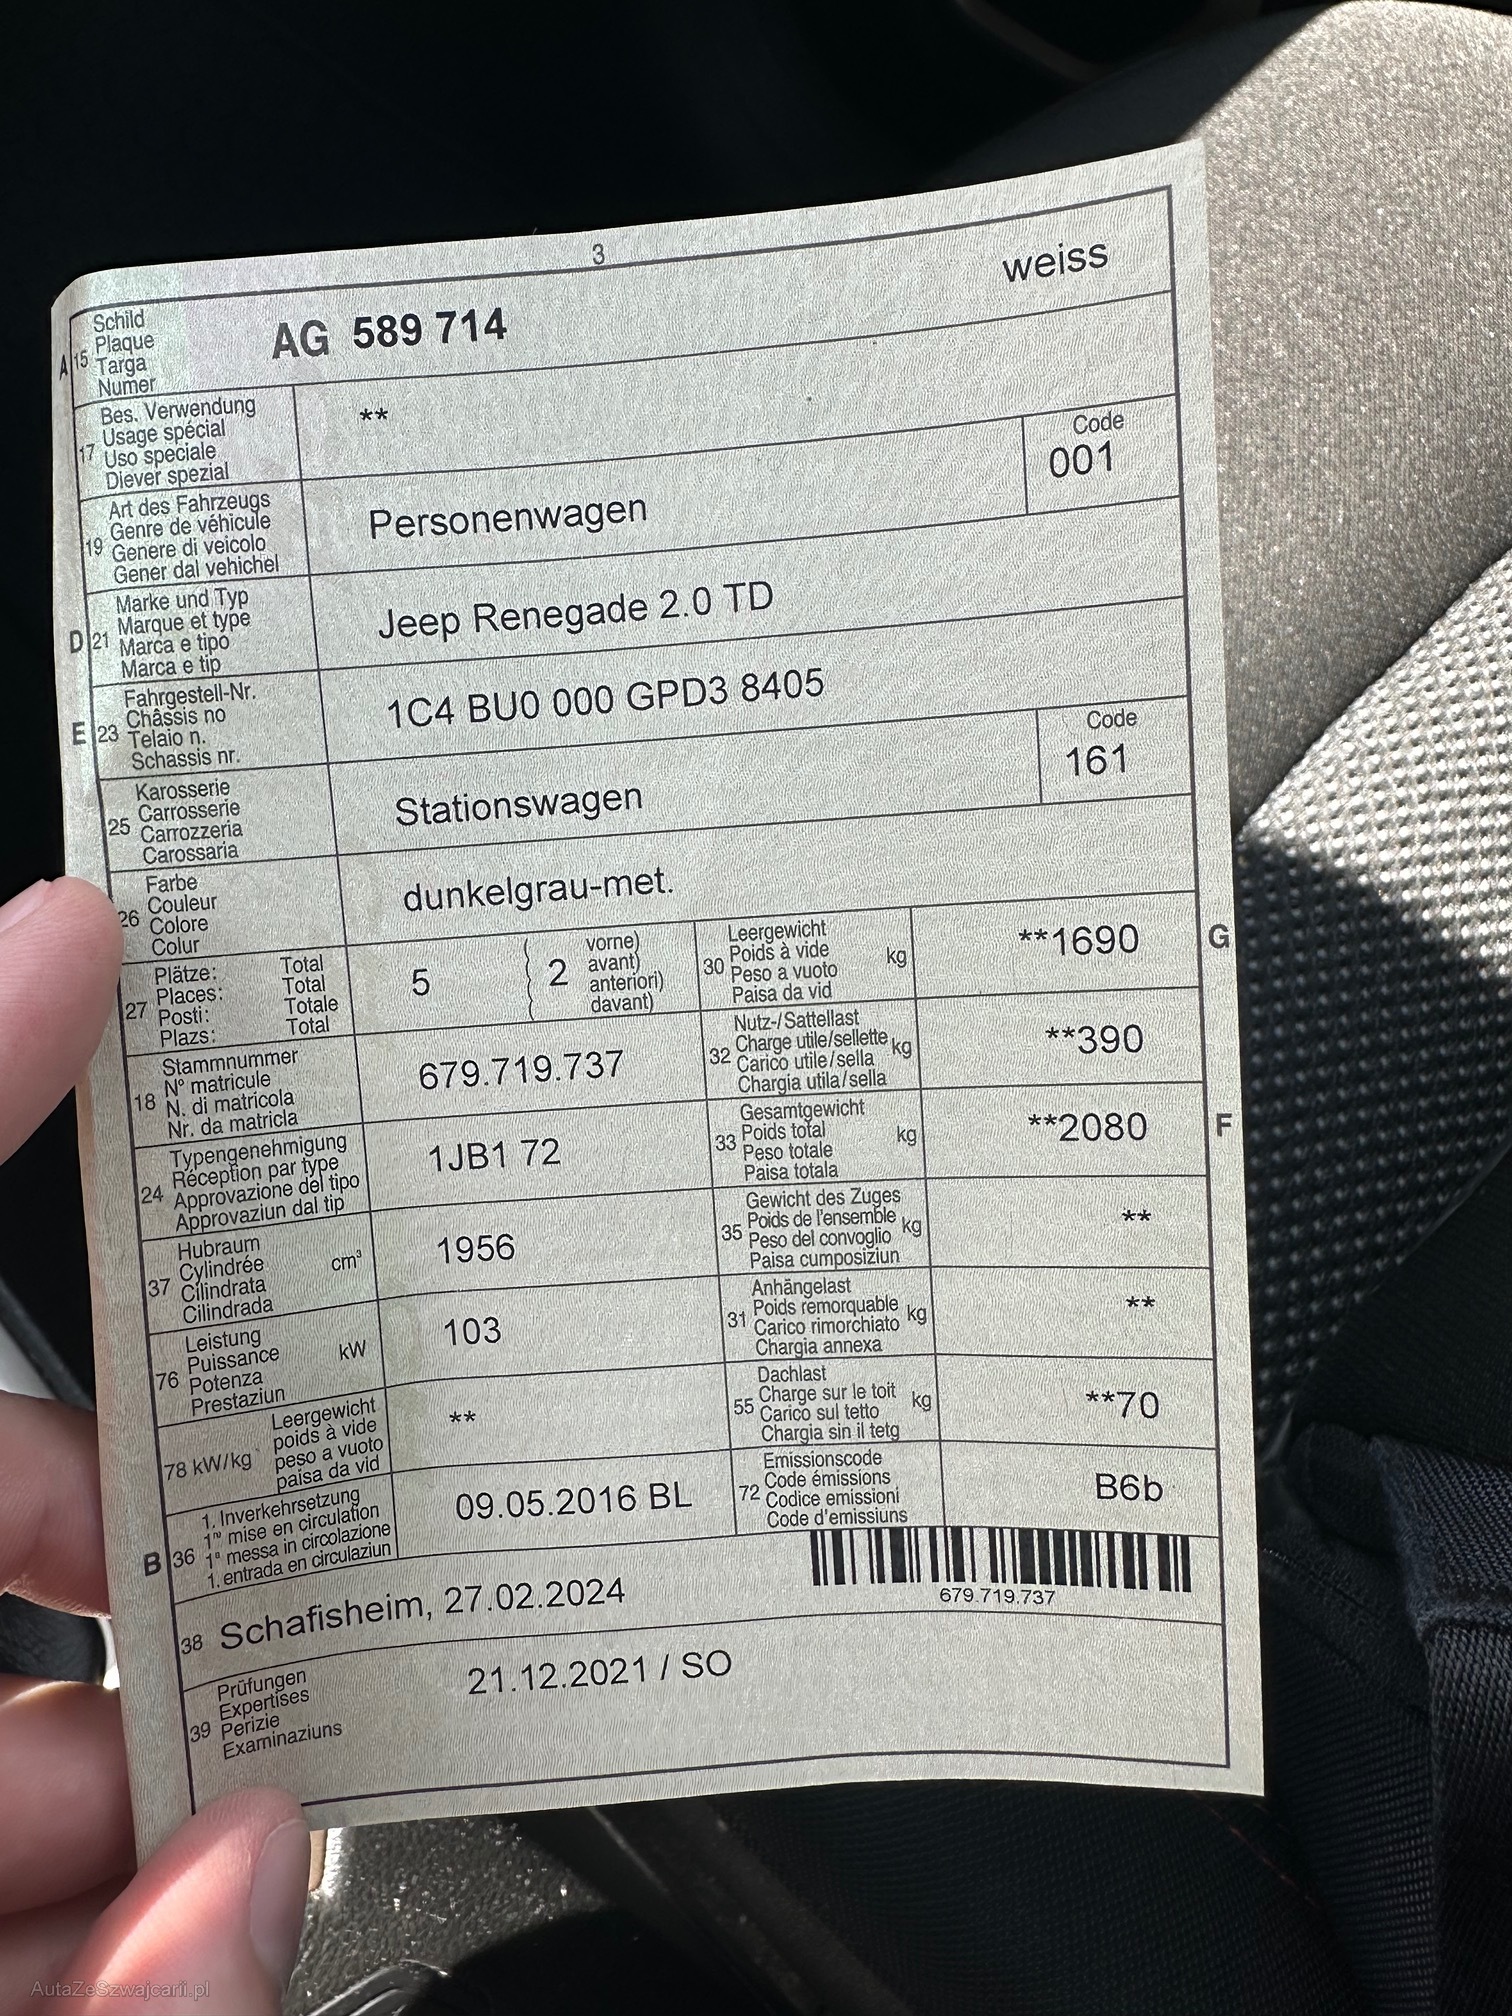 3
A 15 Schild Plaque Targa Numer AG 589 714 weiss
17 Bes. Verwendung Usage spécial Uso speciale Diever spezial **
19 Art des Fahrzeugs Genre de véhicule Genere di veicolo Gener dal vehichel Personenwagen Code 001
D 21 Marke und Typ Marque et type Marca e tipo Marca e tip Jeep Renegade 2.0 TD
E 23 Fahrgestell-Nr. Châssis no Telaio n. Schassis nr. 1C4 BU0 000 GPD3 8405
25 Karosserie Carrosserie Carrozzeria Carossaria Stationswagen Code 161
26 Farbe Couleur Colore Colur dunkelgrau-met.
27 Plätze: Total Places: Total Posti: Totale Plazs: Total 5 ( 2 vorne) avant) anteriori) davant)
30 Leergewicht Poids à vide Peso a vuoto Paisa da vid kg **1690 G
18 Stammnummer N° matricule N. di matricola Nr. da matricla 679.719.737
32 Nutz-/Sattellast Charge utile/sellette Carico utile/sella Chargia utila/sella kg **390
24 Typengenehmigung Réception par type Approvazione del tipo Approvaziun dal tip 1JB1 72
33 Gesamtgewicht Poids total Peso totale Paisa totala kg **2080 F
37 Hubraum Cylindrée Cilindrata Cilindrada cm³ 1956
35 Gewicht des Zuges Poids de l'ensemble Peso del convoglio Paisa cumposiziun kg **
76 Leistung Puissance Potenza Prestaziun kW 103
31 Anhängelast Poids remorquable Carico rimorchiato Chargia annexa kg **
78 kW/kg Leergewicht poids à vide peso a vuoto paisa da vid **
55 Dachlast Charge sur le toit Carico sul tetto Chargia sin il tetg kg **70
B 36 1. Inverkehrsetzung 1re mise en circulation 1a messa in circolazione 1. entrada en circulaziun 09.05.2016 BL
72 Emissionscode Code émissions Codice emissioni Code d'emissiuns B6b
38 Schafisheim, 27.02.2024
679.719.737
39 Prüfungen Expertises Perizie Examinaziuns 21.12.2021 / SO
AutaZeSzwajcarii.pl